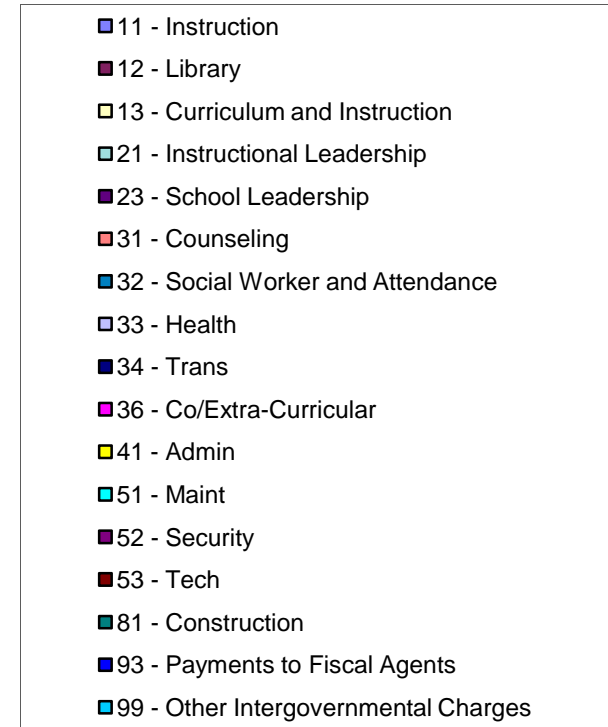 11 - Instruction
12 - Library
13 - Curriculum and Instruction
21 - Instructional Leadership
23 - School Leadership
31 - Counseling
32 - Social Worker and Attendance
33 - Health
34 - Trans
36 - Co/Extra-Curricular
41 - Admin
51 - Maint
52 - Security
53 - Tech
81 - Construction
93 - Payments to Fiscal Agents
99 - Other Intergovernmental Charges